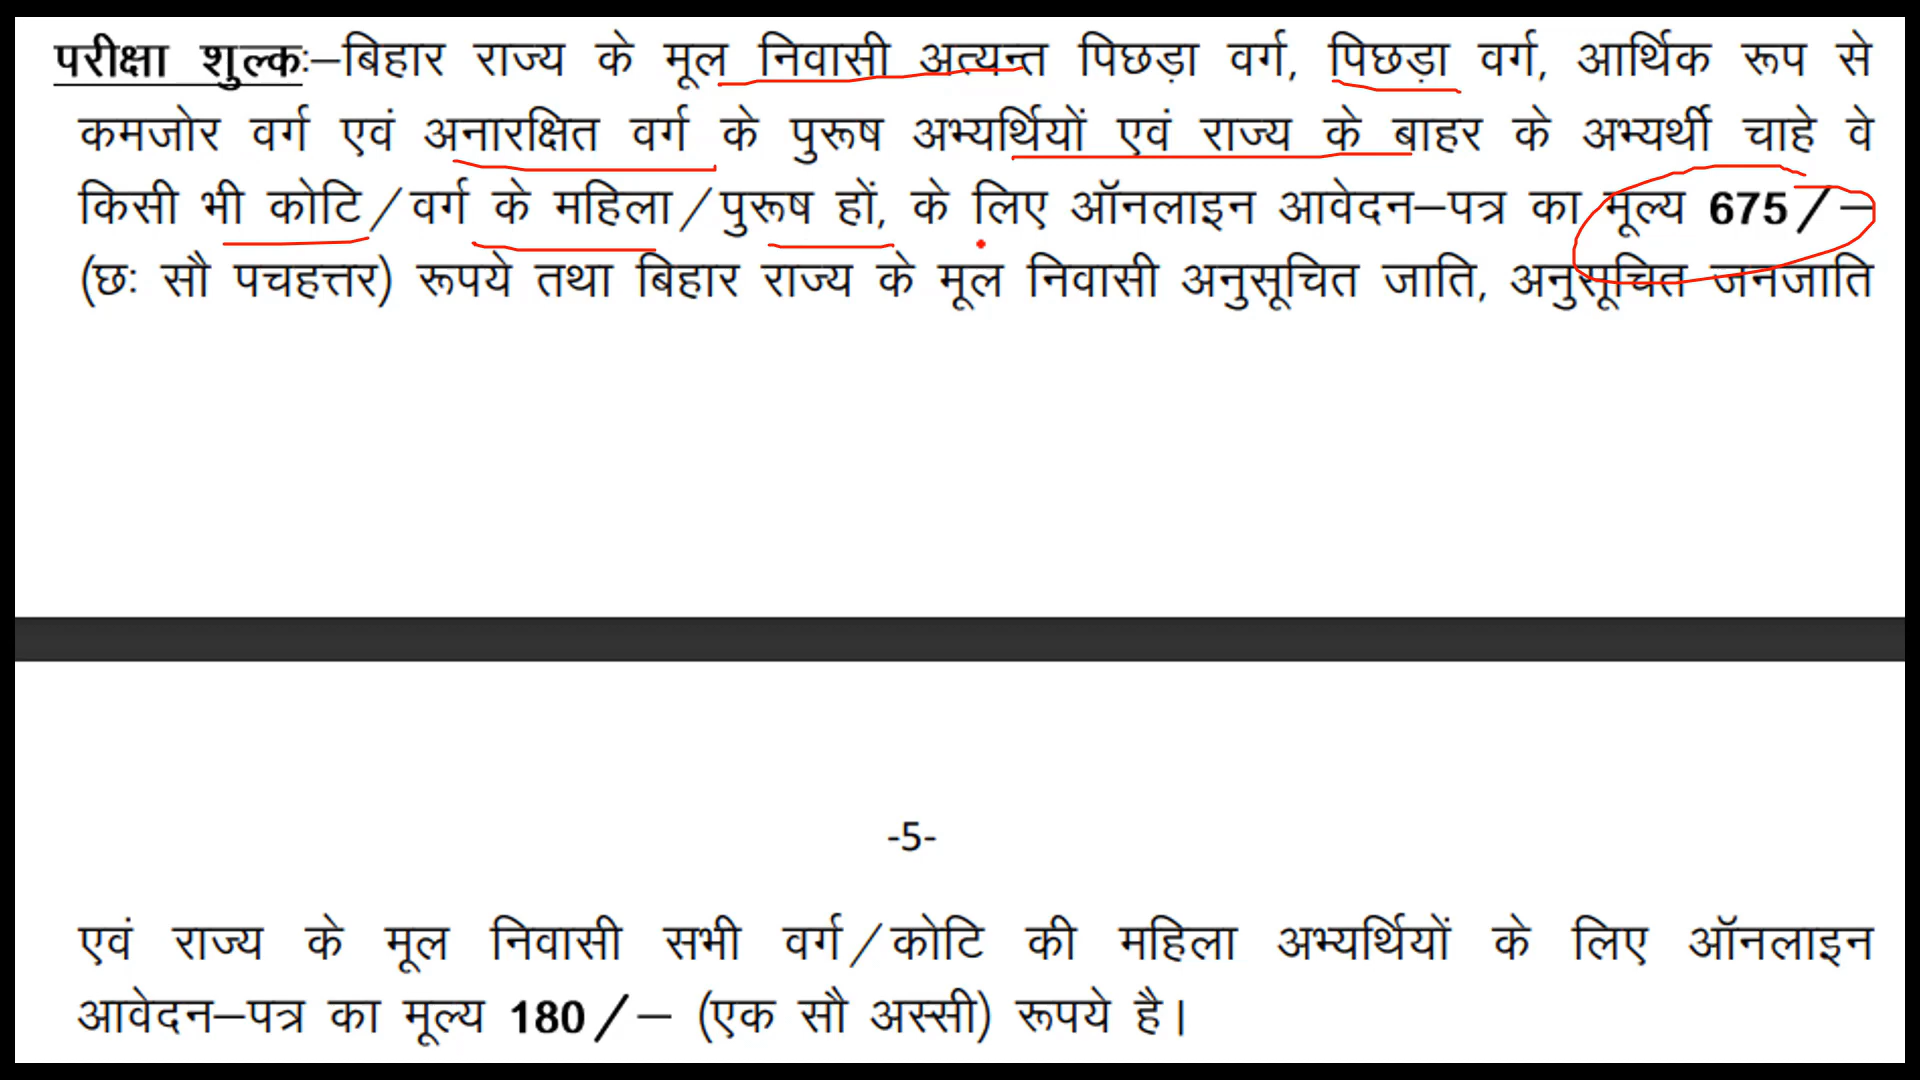 परीक्षा शुल्कः–बिहार राज्य के मूल निवासी अत्यन्त पिछड़ा वर्ग, पिछड़ा वर्ग, आर्थिक रूप से
कमजोर वर्ग एवं अनारक्षित वर्ग के पुरूष अभ्यर्थियों एवं राज्य के बाहर के अभ्यर्थी चाहे वे
किसी भी कोटि/वर्ग के महिला/पुरूष हों, के लिए ऑनलाइन आवेदन–पत्र का मूल्य 675/–
(छः सौ पचहत्तर) रूपये तथा बिहार राज्य के मूल निवासी अनुसूचित जाति, अनुसूचित जनजाति
-5-
एवं राज्य के मूल निवासी सभी वर्ग/कोटि की महिला अभ्यर्थियों के लिए ऑनलाइन
आवेदन–पत्र का मूल्य 180/– (एक सौ अस्सी) रूपये है।